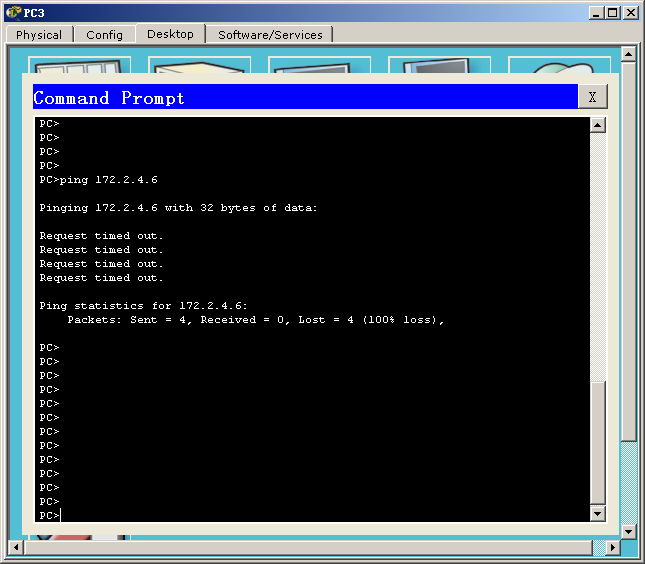 PC3
Physical Config Desktop Software/Services
Command Prompt X
PC>
PC>
PC>
PC>
PC>ping 172.2.4.6
Pinging 172.2.4.6 with 32 bytes of data:
Request timed out.
Request timed out.
Request timed out.
Request timed out.
Ping statistics for 172.2.4.6:
Packets: Sent = 4, Received = 0, Lost = 4 (100% loss),
PC>
PC>
PC>
PC>
PC>
PC>
PC>
PC>
PC>
PC>
PC>
PC>
PC>